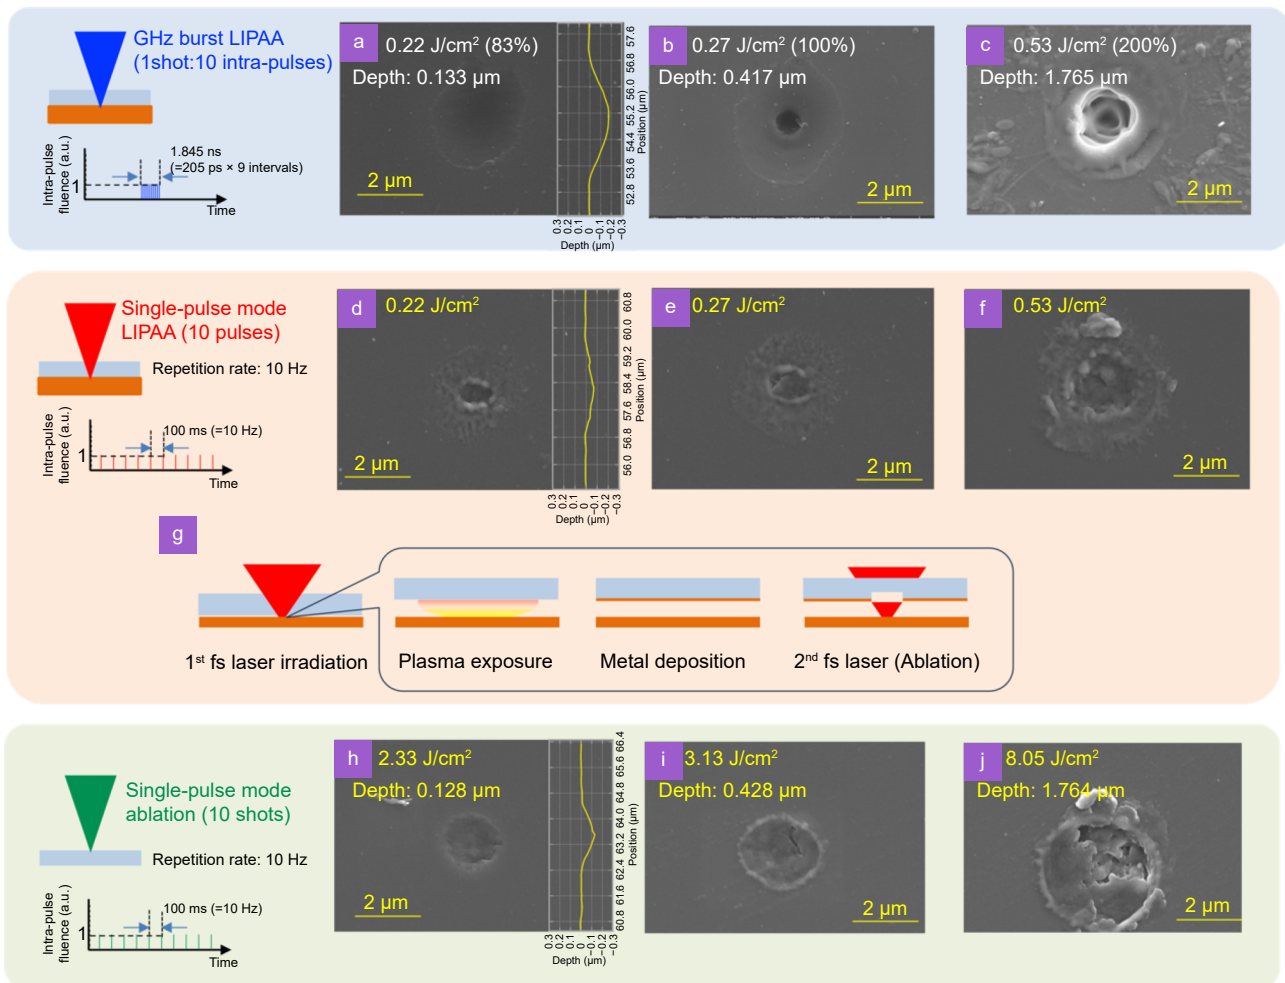 GHz burst LIPAA
(1shot:10 intra-pulses)
Intra-pulse
fluence (a.u.)
1
1.845 ns
(=205 ps × 9 intervals)
Time
a
0.22 J/cm² (83%)
Depth: 0.133 μm
2 μm
57.6
56.8
56.0
55.2
54.4
53.6
52.8
Position (μm)
0.3
0.2
0.1
0
−0.1
−0.2
−0.3
Depth (μm)
b
0.27 J/cm² (100%)
Depth: 0.417 μm
2 μm
c
0.53 J/cm² (200%)
Depth: 1.765 μm
2 μm
Single-pulse mode
LIPAA (10 pulses)
Repetition rate: 10 Hz
Intra-pulse
fluence (a.u.)
1
100 ms (=10 Hz)
Time
d
0.22 J/cm²
2 μm
60.8
60.0
59.2
58.4
57.6
56.8
56.0
Position (μm)
0.3
0.2
0.1
0
−0.1
−0.2
−0.3
Depth (μm)
e
0.27 J/cm²
2 μm
f
0.53 J/cm²
2 μm
g
1st fs laser irradiation
Plasma exposure
Metal deposition
2nd fs laser (Ablation)
Single-pulse mode
ablation (10 shots)
Repetition rate: 10 Hz
Intra-pulse
fluence (a.u.)
1
100 ms (=10 Hz)
Time
h
2.33 J/cm²
Depth: 0.128 μm
2 μm
66.4
65.6
64.8
64.0
63.2
62.4
61.6
60.8
Position (μm)
0.3
0.2
0.1
0
−0.1
−0.2
−0.3
Depth (μm)
i
3.13 J/cm²
Depth: 0.428 μm
2 μm
j
8.05 J/cm²
Depth: 1.764 μm
2 μm